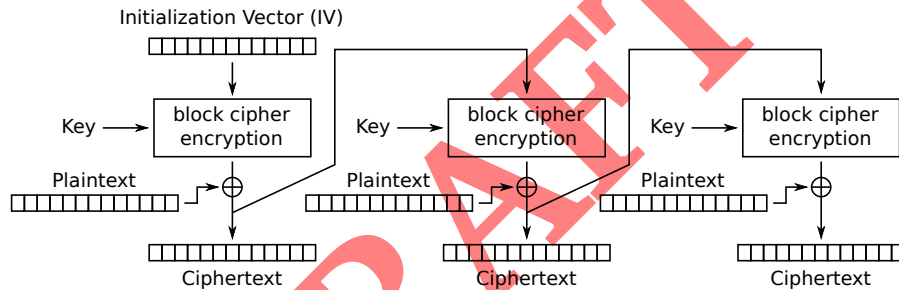 Initialization Vector (IV)
block cipher
encryption
Key
Plaintext
Ciphertext
block cipher
encryption
Key
Plaintext
Ciphertext
block cipher
encryption
Key
Plaintext
Ciphertext
DRAFT